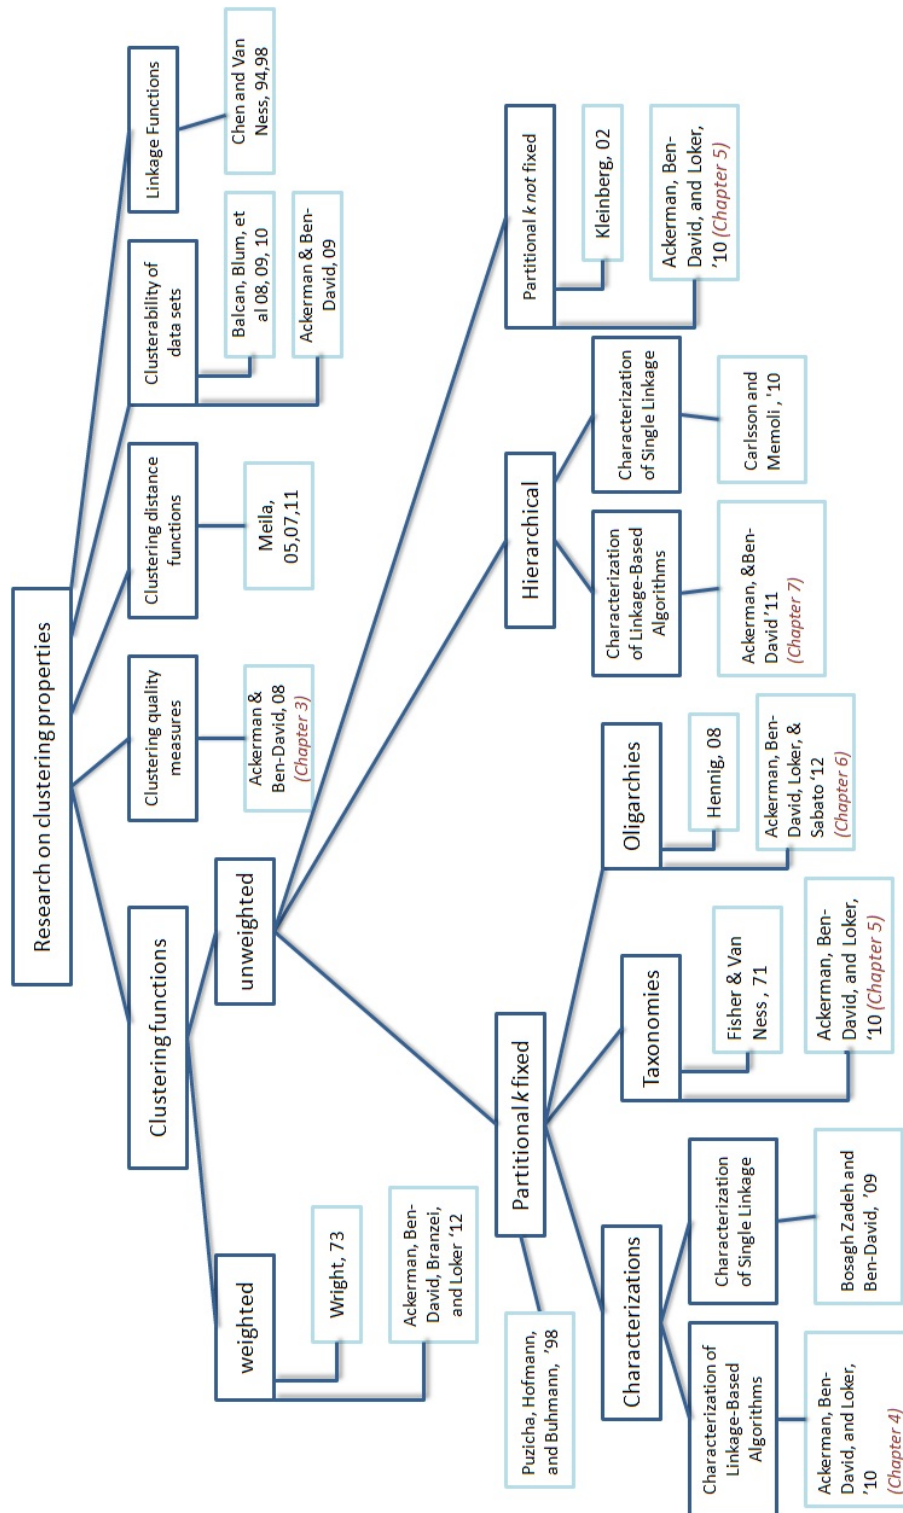 Research on clustering properties
Clustering functions
Clustering quality
measures
Clustering distance
functions
Clusterability of
data sets
Linkage Functions
Ackerman &
Ben-David, 08
(Chapter 3)
Meila,
05,07,11
Balcan, Blum, et
al 08, 09, 10
Ackerman & Ben-
David, 09
Chen and Van
Ness, 94,98
weighted
unweighted
Wright, 73
Ackerman, Ben-
David, Branzei,
and Loker ‘12
Partitional k fixed
Hierarchical
Partitional k not fixed
Puzicha, Hofmann,
and Buhmann, ’98
Characterizations
Taxonomies
Oligarchies
Characterization
of Linkage-Based
Algorithms
Characterization
of Single Linkage
Kleinberg, 02
Ackerman, Ben-
David, and Loker,
’10 (Chapter 5)
Characterization of
Linkage-Based
Algorithms
Characterization
of Single Linkage
Fisher & Van
Ness , 71
Ackerman, Ben-
David, and Loker,
‘10 (Chapter 5)
Hennig, 08
Ackerman, Ben-
David, Loker, &
Sabato ‘12
(Chapter 6)
Ackerman, &Ben-
David ’11
(Chapter 7)
Carlsson and
Memoli , '10
Ackerman, Ben-
David, and Loker,
’10
(Chapter 4)
Bosagh Zadeh and
Ben-David, ’09